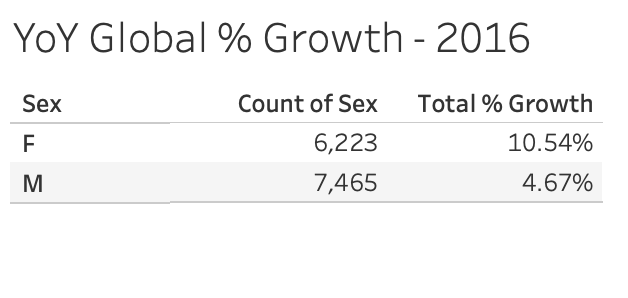 YoY Global % Growth - 2016
Sex Count of Sex Total % Growth
F 6,223 10.54%
M 7,465 4.67%